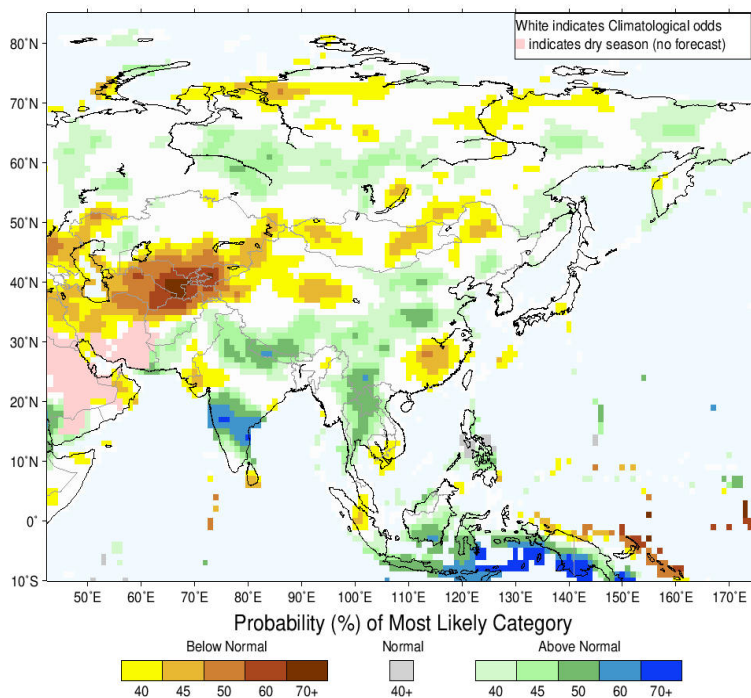 White indicates Climatological odds
indicates dry season (no forecast)
80˚N
70˚N
60˚N
50˚N
40˚N
30˚N
20˚N
10˚N
0˚
10˚S
50˚E 60˚E 70˚E 80˚E 90˚E 100˚E 110˚E 120˚E 130˚E 140˚E 150˚E 160˚E 170˚E
Probability (%) of Most Likely Category
Below Normal Normal Above Normal
40 45 50 60 70+ 40+ 40 45 50 60 70+